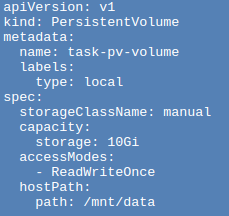 apiVersion: v1
kind: PersistentVolume
metadata:
  name: task-pv-volume
  labels:
    type: local
spec:
  storageClassName: manual
  capacity:
    storage: 10Gi
  accessModes:
    - ReadWriteOnce
  hostPath:
    path: /mnt/data